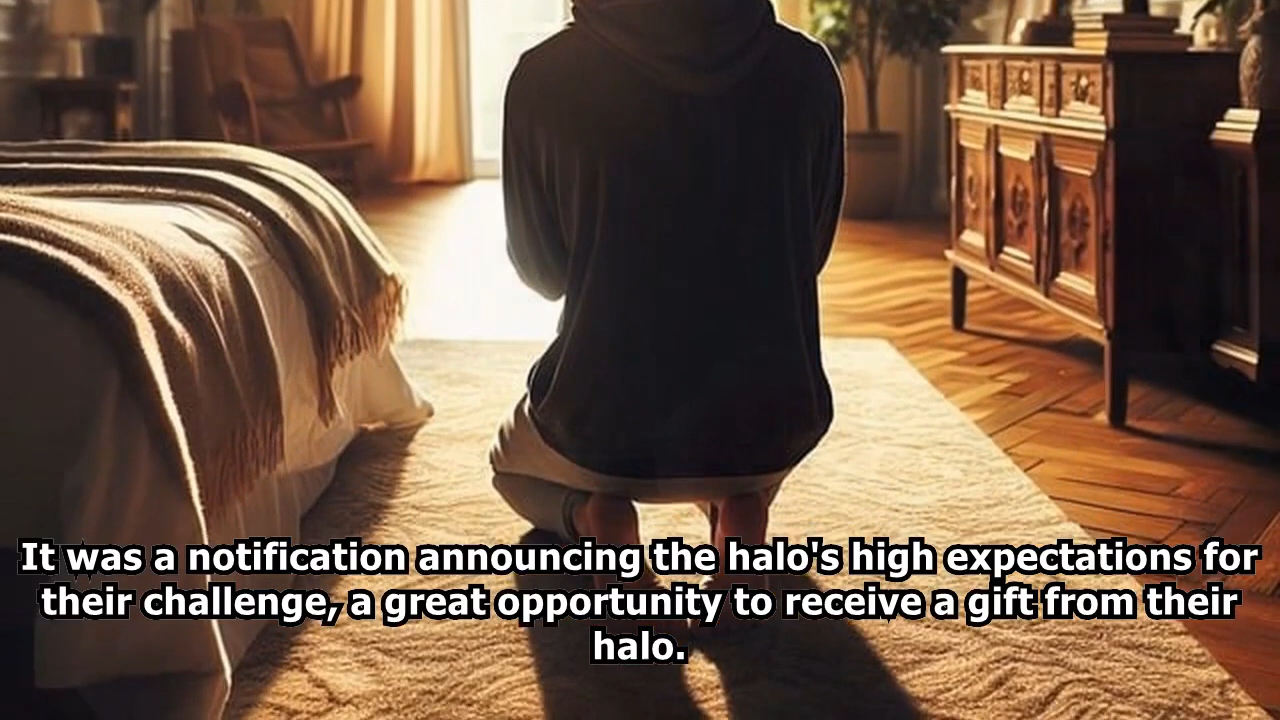 It was a notification announcing the halo's high expectations for
their challenge, a great opportunity to receive a gift from their
halo.